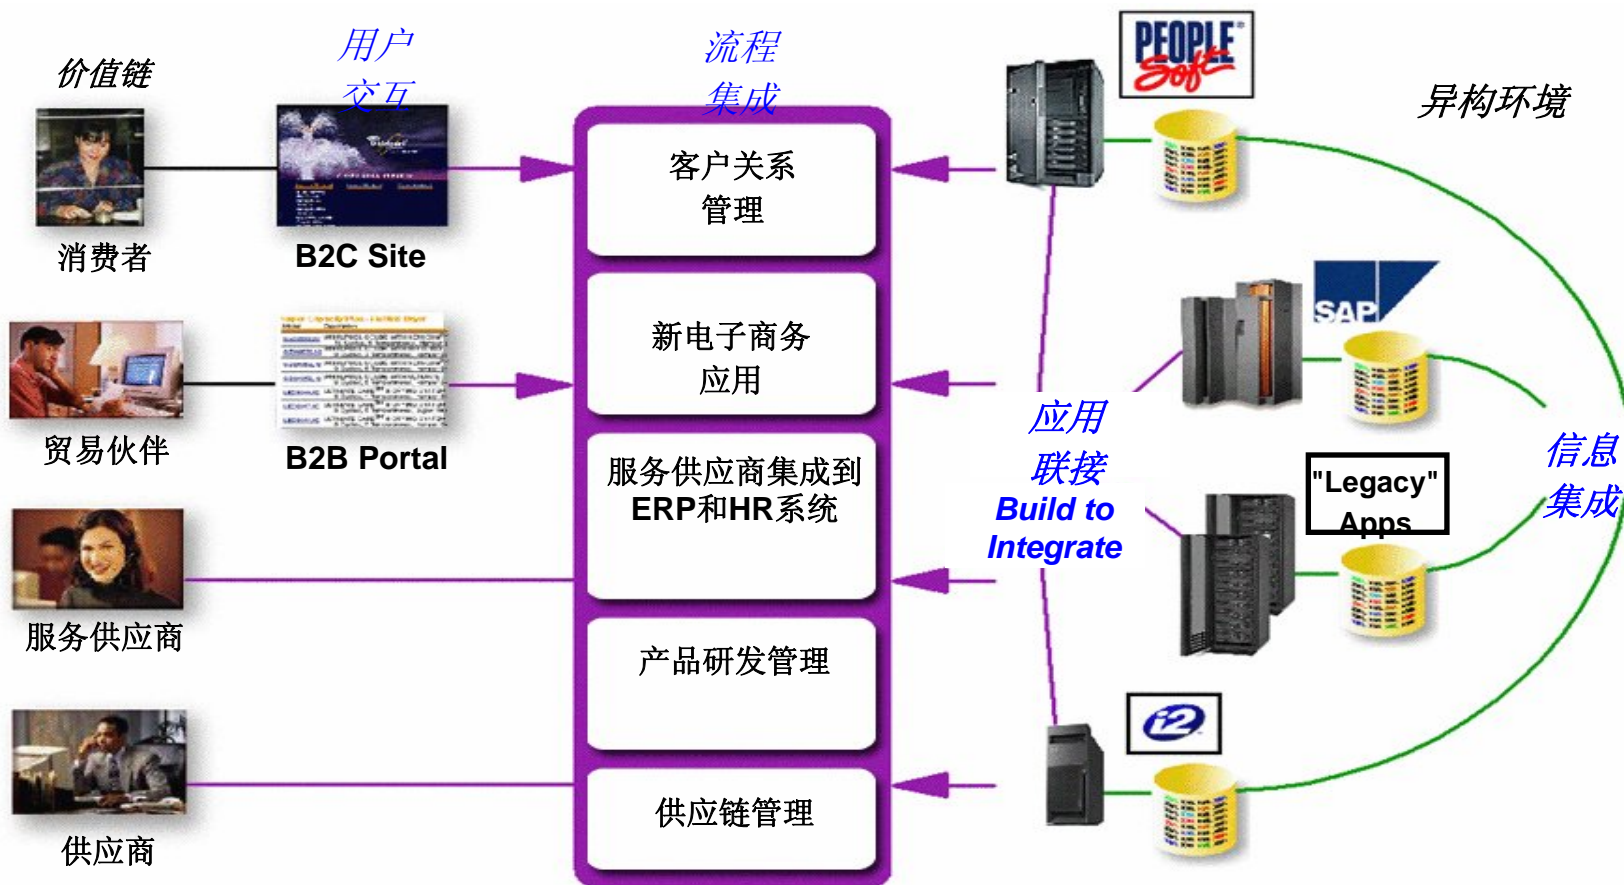 价值链
用户
交互
流程
集成
PEOPLE
Soft
异构环境
客户关系
管理
消费者
B2C Site
SAP
新电子商务
应用
贸易伙伴
B2B Portal
应用
联接
Build to
Integrate
信息
集成
"Legacy"
Apps
服务供应商集成到
ERP和HR系统
服务供应商
产品研发管理
i2
供应链管理
供应商